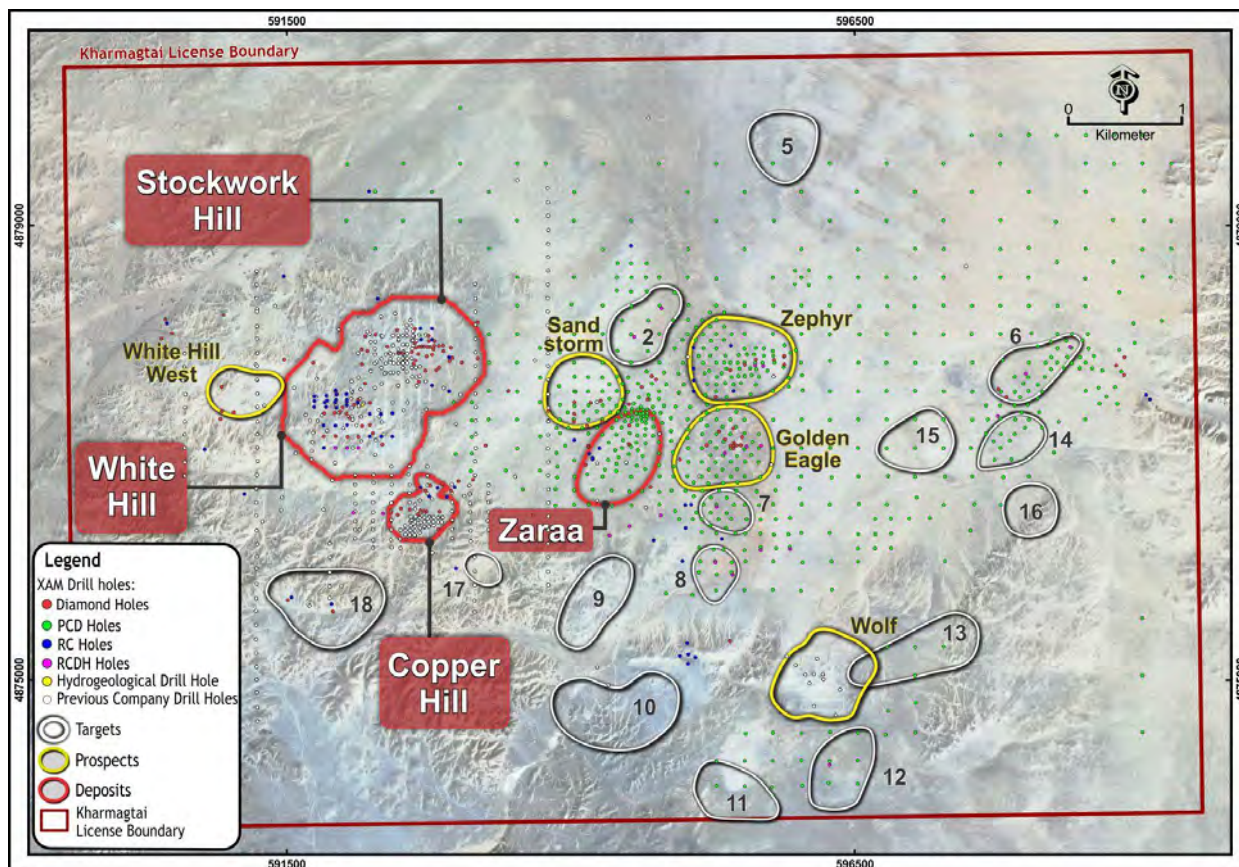 591500
596500
Kharmagtai License Boundary
N
0
1
Kilometer
5
Stockwork
Hill
4879000
4879000
2
Sand
storm
Zephyr
6
White Hill
West
15
14
Golden
Eagle
White
Hill
7
16
Zaraa
8
17
9
18
Wolf
13
Copper
Hill
10
4875000
4875000
12
11
Legend
XAM Drill holes:
Diamond Holes
PCD Holes
RC Holes
RCDH Holes
Hydrogeological Drill Hole
Previous Company Drill Holes
Targets
Prospects
Deposits
Kharmagtai
License Boundary
591500
596500